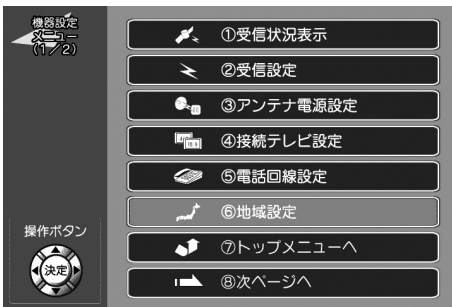 機器設定
メニュー
(1/2)
①受信状況表示
②受信設定
③アンテナ電源設定
④接続テレビ設定
⑤電話回線設定
⑥地域設定
⑦トップメニューへ
⑧次ページへ
操作ボタン
決定